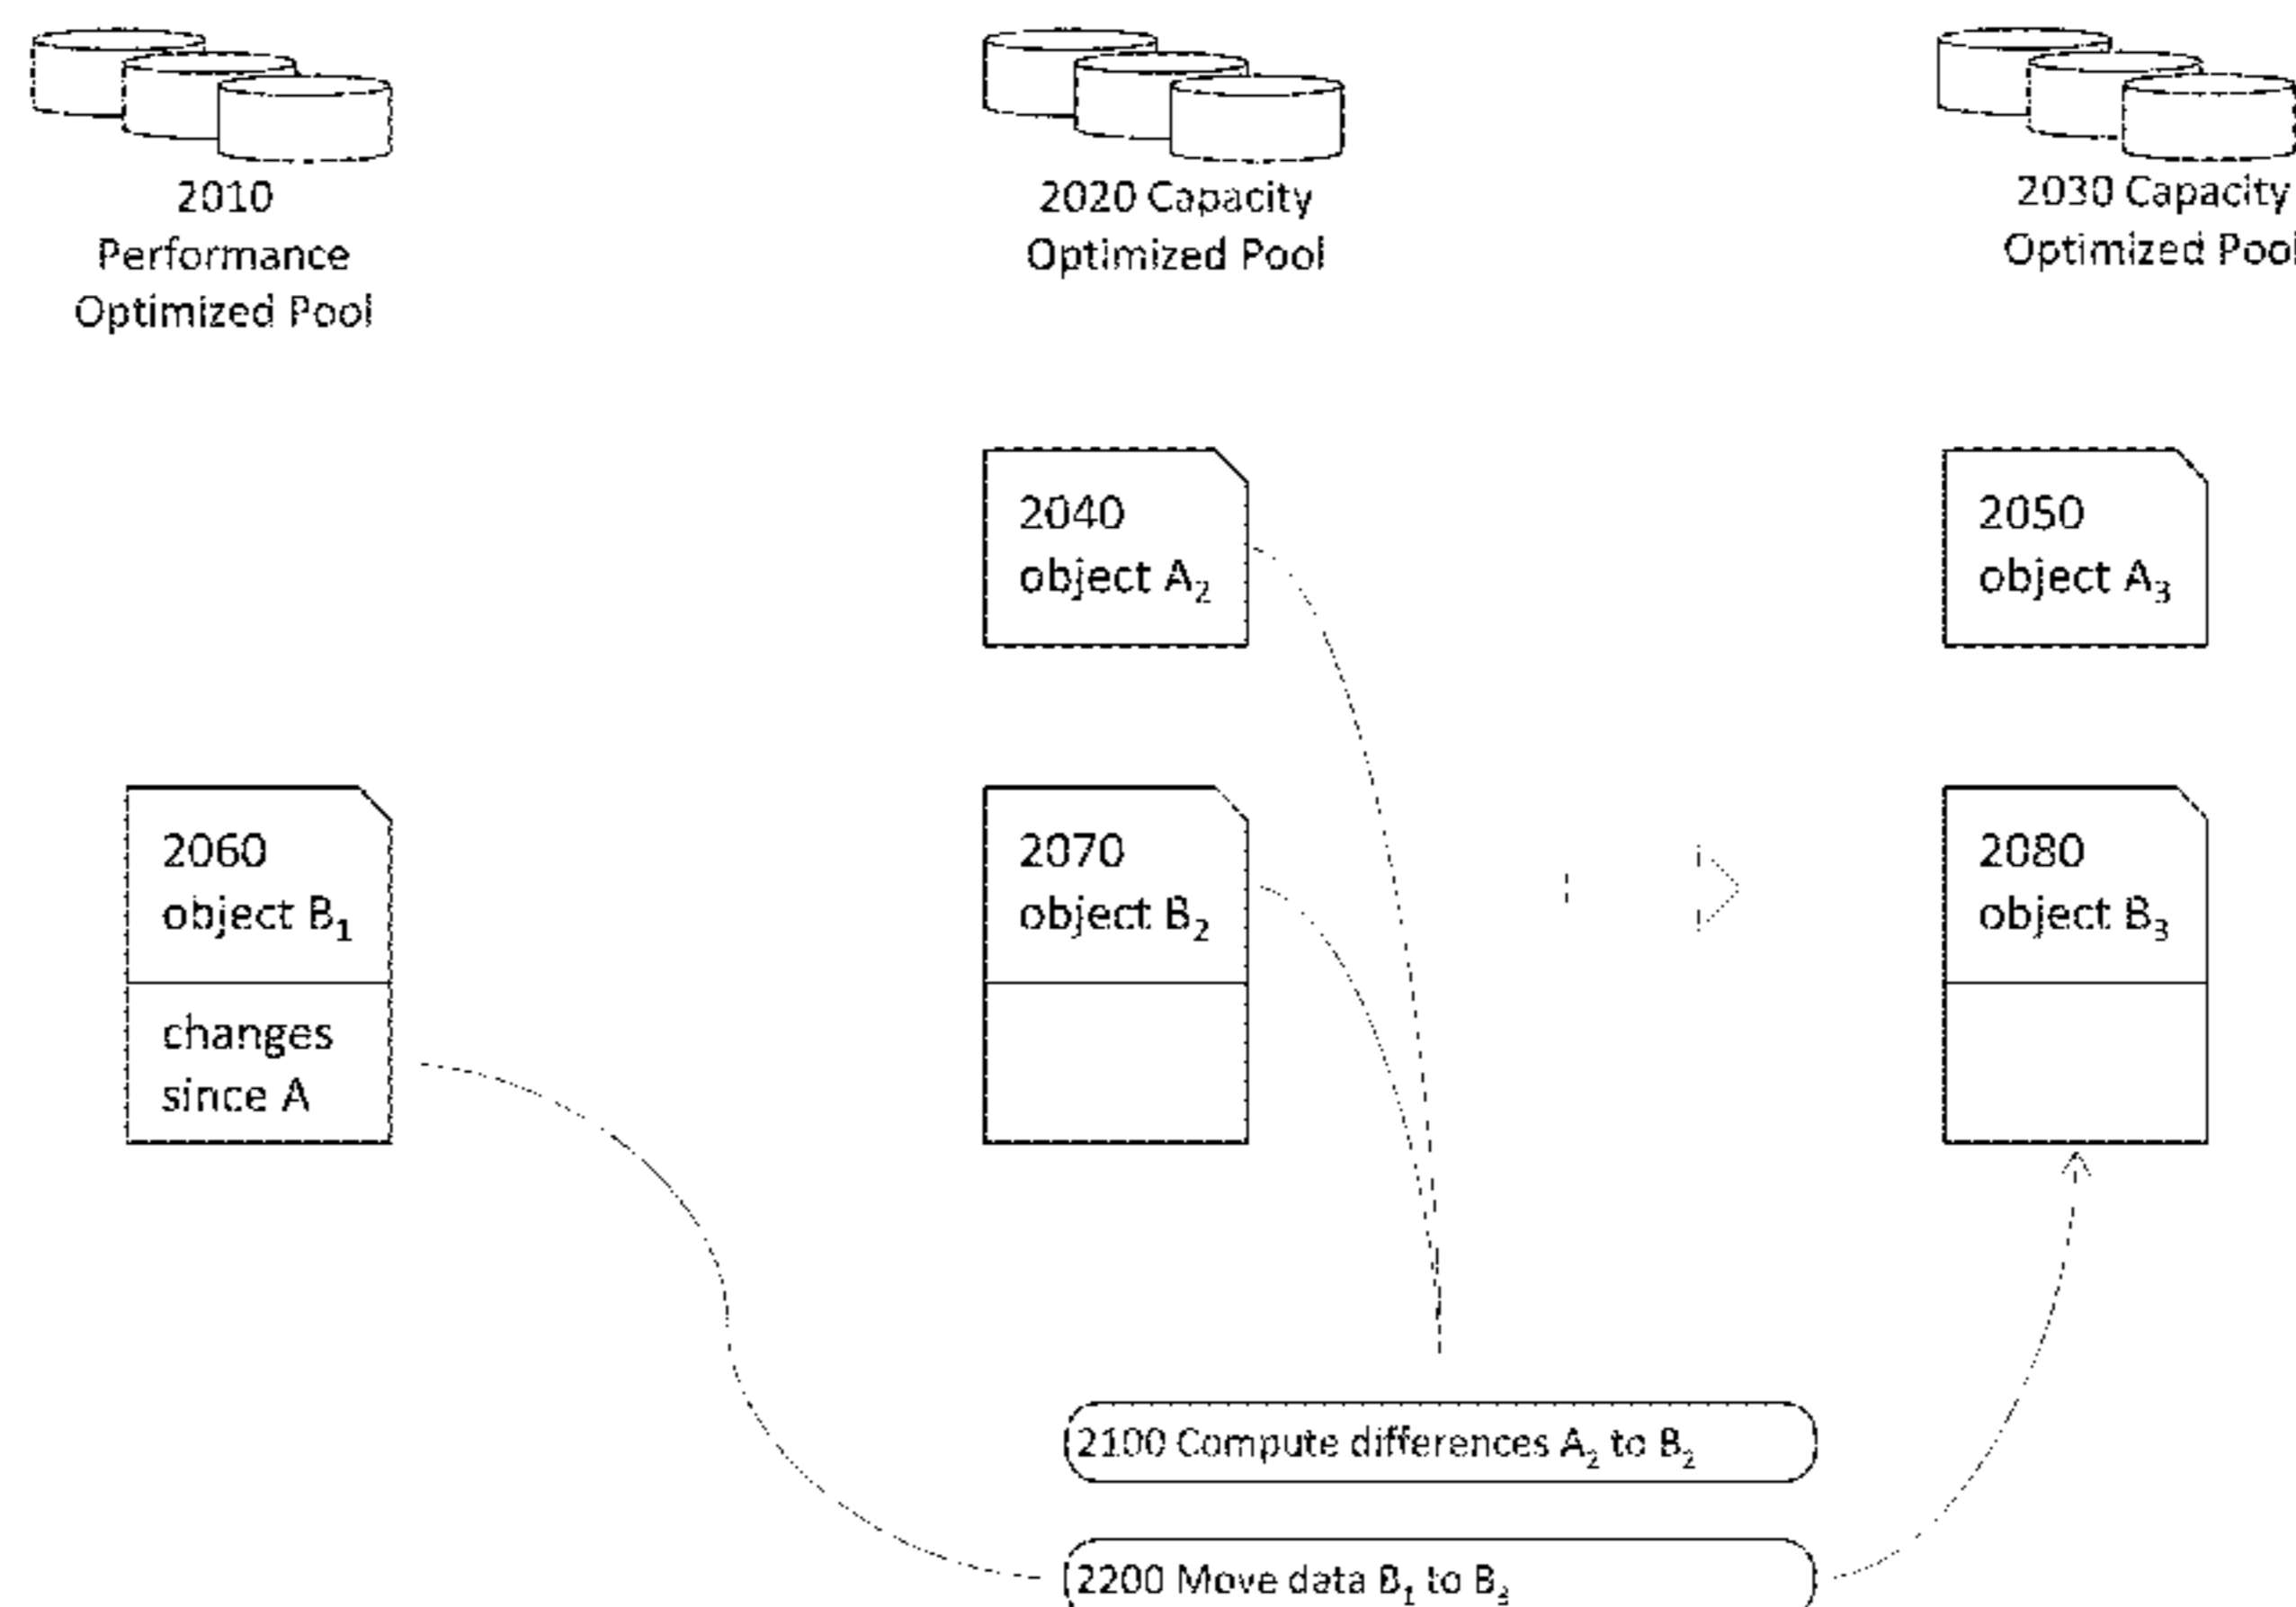 2010
Performance
Optimized Pool
2020 Capacity
Optimized Pool
2030 Capacity
Optimized Pool
2040
object A₂
2050
object A₃
2060
object B₁
changes
since A
2070
object B₂
2080
object B₃
2100 Compute differences A₂ to B₂
2200 Move data B₁ to B₃